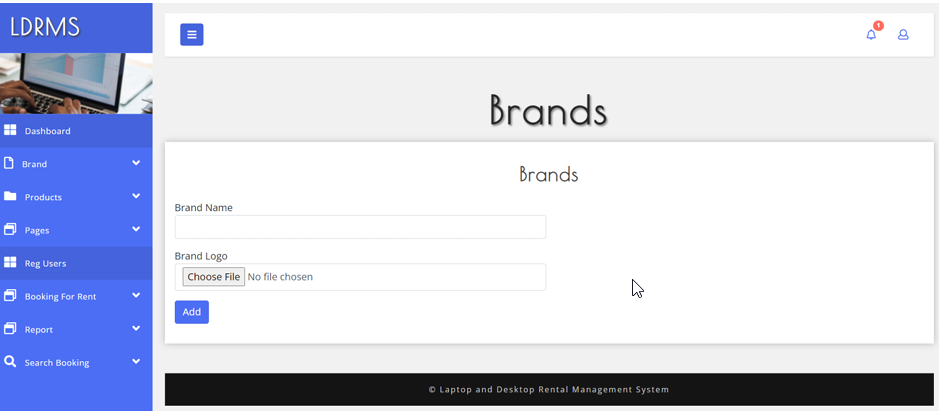 LDRMS
1
Dashboard
Brand
Products
Pages
Reg Users
Booking For Rent
Report
Search Booking
Brands
Brands
Brand Name
Brand Logo
Choose File No file chosen
Add
© Laptop and Desktop Rental Management System